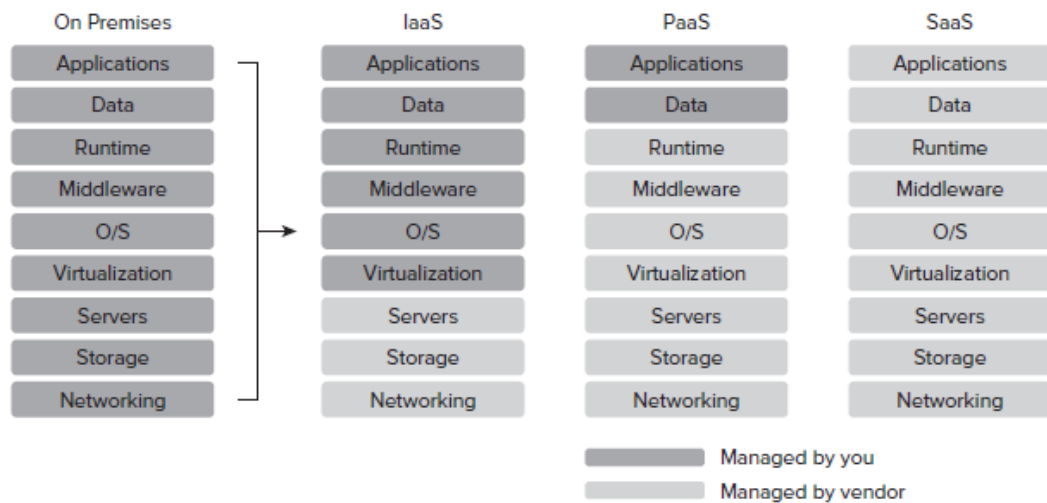 On Premises IaaS PaaS SaaS
Applications Applications Applications Applications
Data Data Data Data
Runtime Runtime Runtime Runtime
Middleware Middleware Middleware Middleware
O/S O/S O/S O/S
Virtualization Virtualization Virtualization Virtualization
Servers Servers Servers Servers
Storage Storage Storage Storage
Networking Networking Networking Networking
Managed by you
Managed by vendor